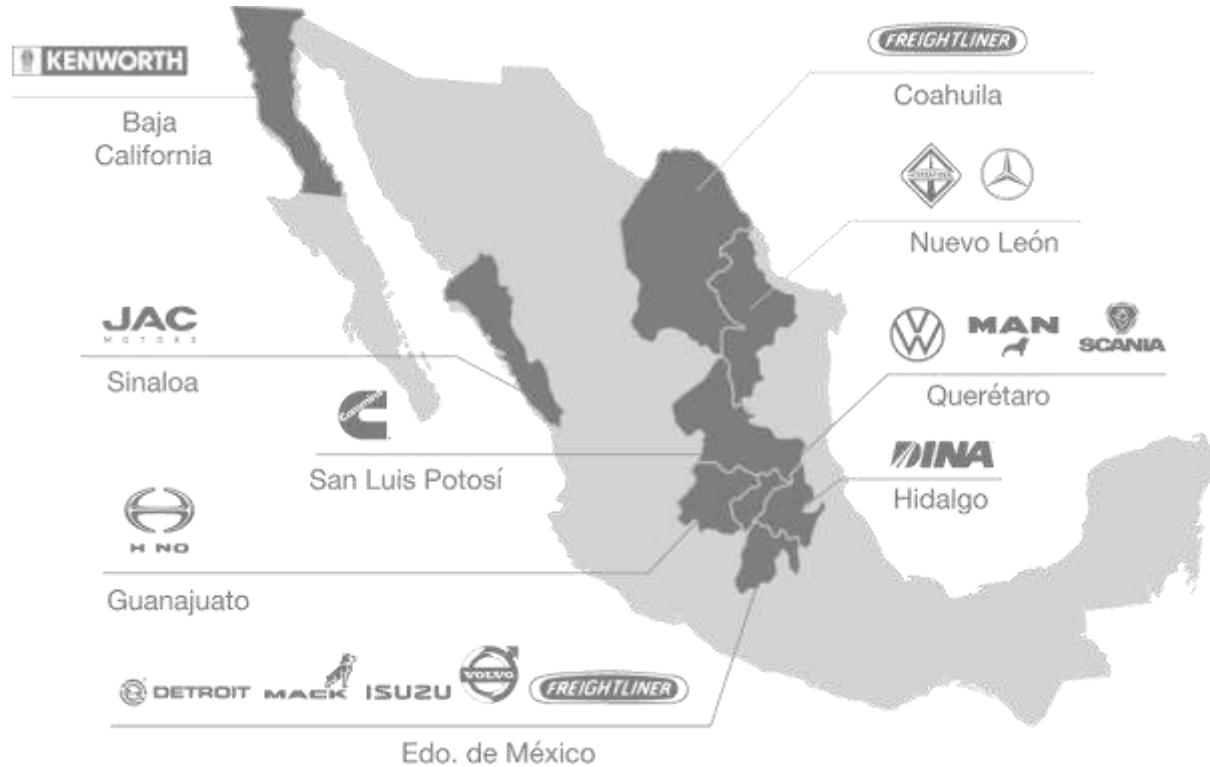 KENWORTH
Baja
California
FREIGHTLINER
Coahuila
Nuevo León
JAC
MOTORS
Sinaloa
MAN
SCANIA
Querétaro
Cummins
San Luis Potosí
DINA
Hidalgo
H NO
Guanajuato
DETROIT MACK ISUZU VOLVO FREIGHTLINER
Edo. de México